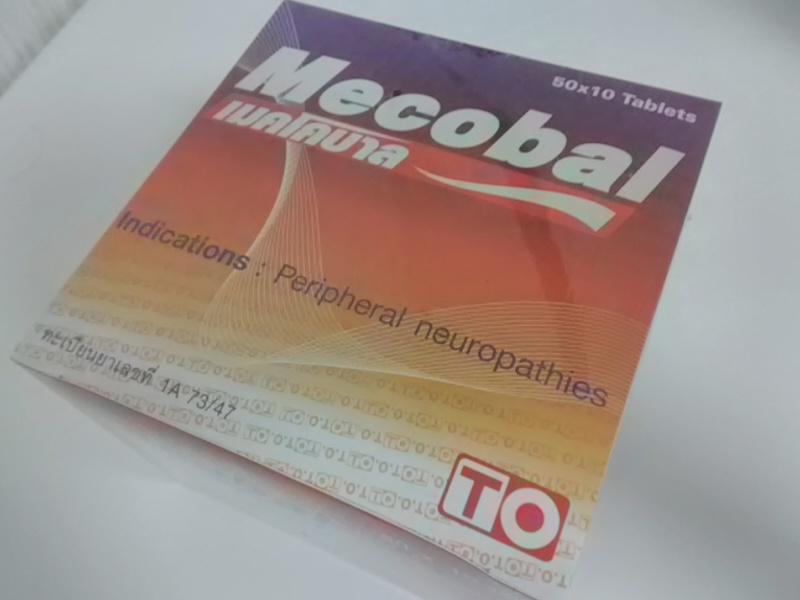 50x10 Tablets
Mecobal
เมคโคบาล
Indications : Peripheral neuropathies
ทะเบียนยาเลขที่ 1A 73/47
TO